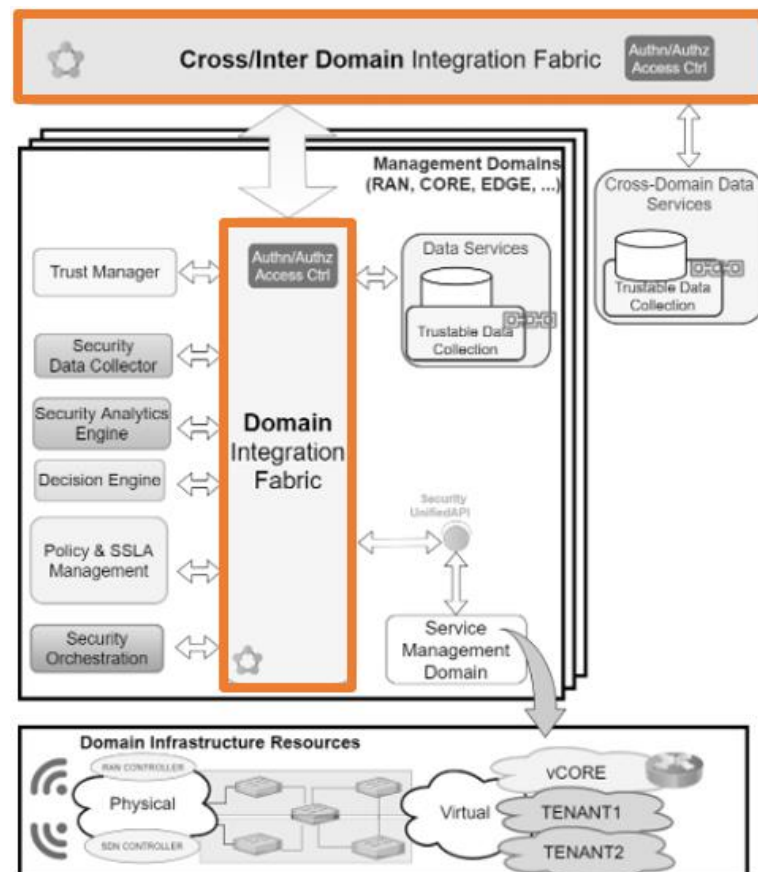 Cross/Inter Domain Integration Fabric
Authn/Authz
Access Ctrl
Management Domains
(RAN, CORE, EDGE, ...)
Cross-Domain Data
Services
Trustable Data
Collection
Trust Manager
Authn/Authz
Access Ctrl
Data Services
Trustable Data
Collection
Security
Data Collector
Security Analytics
Engine
Decision Engine
Domain
Integration
Fabric
Policy & SSLA
Management
Security
UnifiedAPI
Security
Orchestration
Service
Management
Domain
Domain Infrastructure Resources
RAN CONTROLLER
Physical
SDN CONTROLLER
Virtual
vCORE
TENANT1
TENANT2